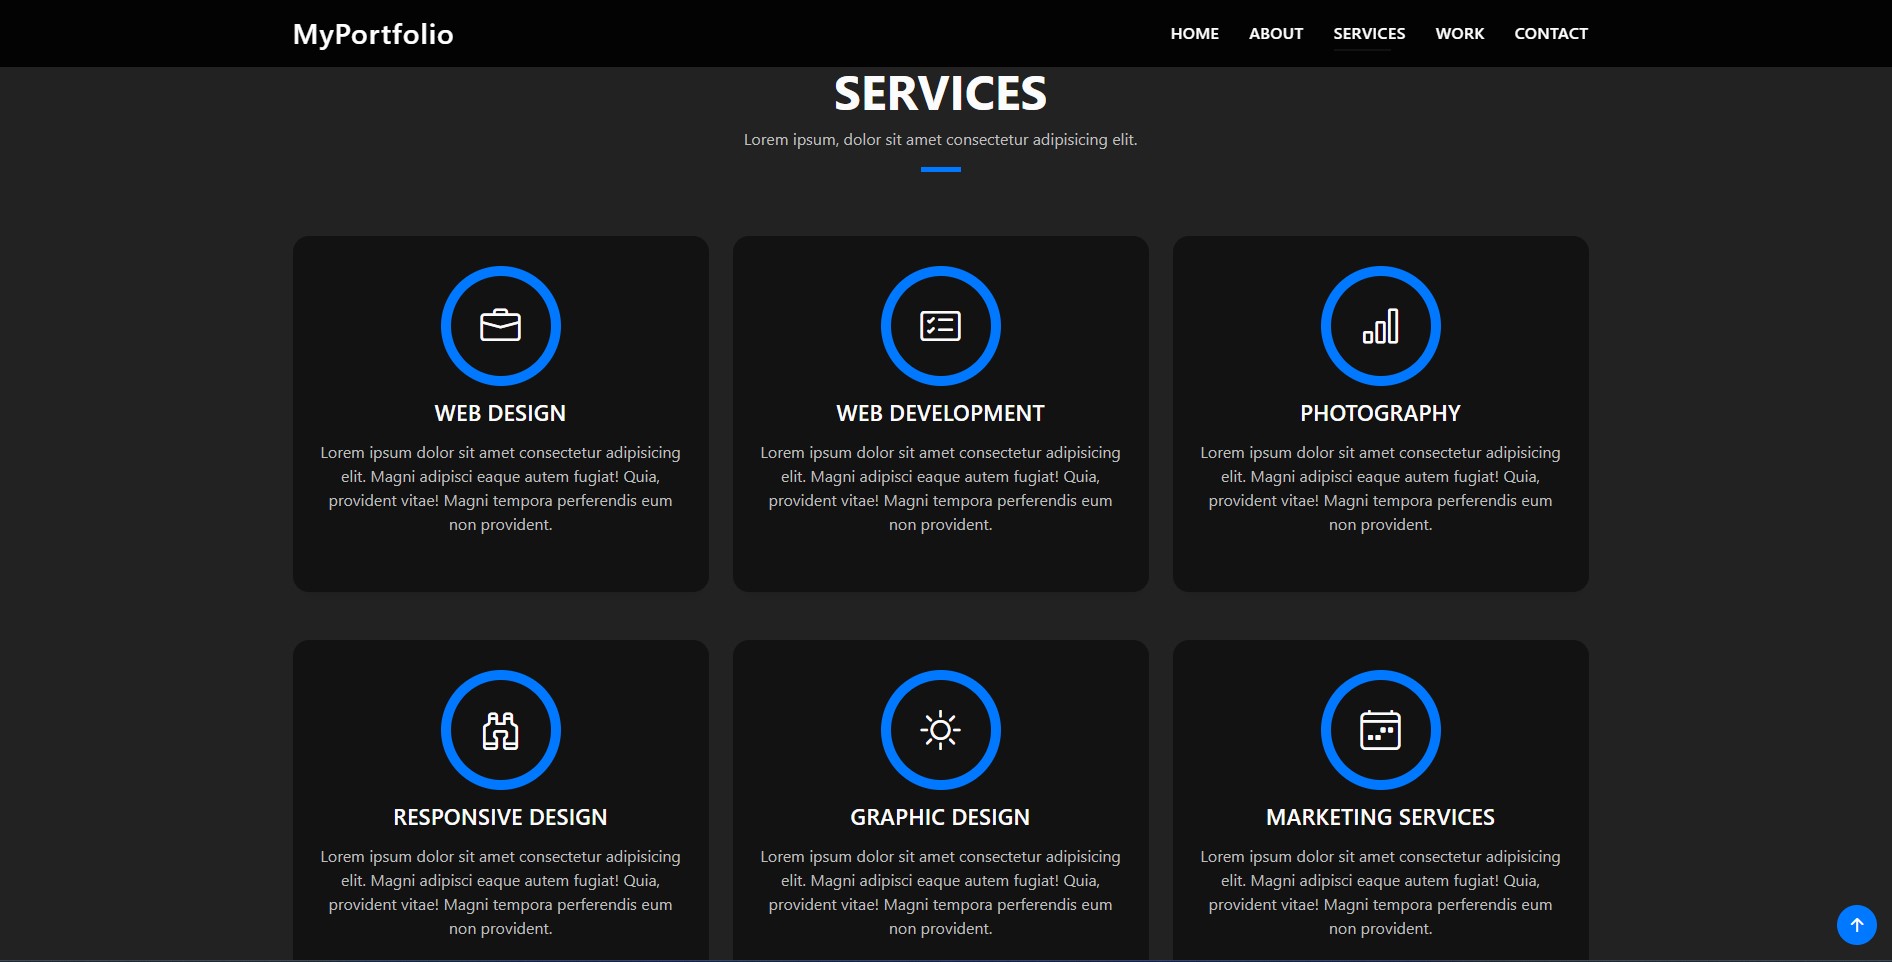 MyPortfolio
HOME ABOUT SERVICES WORK CONTACT
SERVICES
Lorem ipsum, dolor sit amet consectetur adipisicing elit.
WEB DESIGN
Lorem ipsum dolor sit amet consectetur adipisicing
elit. Magni adipisci eaque autem fugiat! Quia,
provident vitae! Magni tempora perferendis eum
non provident.
WEB DEVELOPMENT
Lorem ipsum dolor sit amet consectetur adipisicing
elit. Magni adipisci eaque autem fugiat! Quia,
provident vitae! Magni tempora perferendis eum
non provident.
PHOTOGRAPHY
Lorem ipsum dolor sit amet consectetur adipisicing
elit. Magni adipisci eaque autem fugiat! Quia,
provident vitae! Magni tempora perferendis eum
non provident.
RESPONSIVE DESIGN
Lorem ipsum dolor sit amet consectetur adipisicing
elit. Magni adipisci eaque autem fugiat! Quia,
provident vitae! Magni tempora perferendis eum
non provident.
GRAPHIC DESIGN
Lorem ipsum dolor sit amet consectetur adipisicing
elit. Magni adipisci eaque autem fugiat! Quia,
provident vitae! Magni tempora perferendis eum
non provident.
MARKETING SERVICES
Lorem ipsum dolor sit amet consectetur adipisicing
elit. Magni adipisci eaque autem fugiat! Quia,
provident vitae! Magni tempora perferendis eum
non provident.